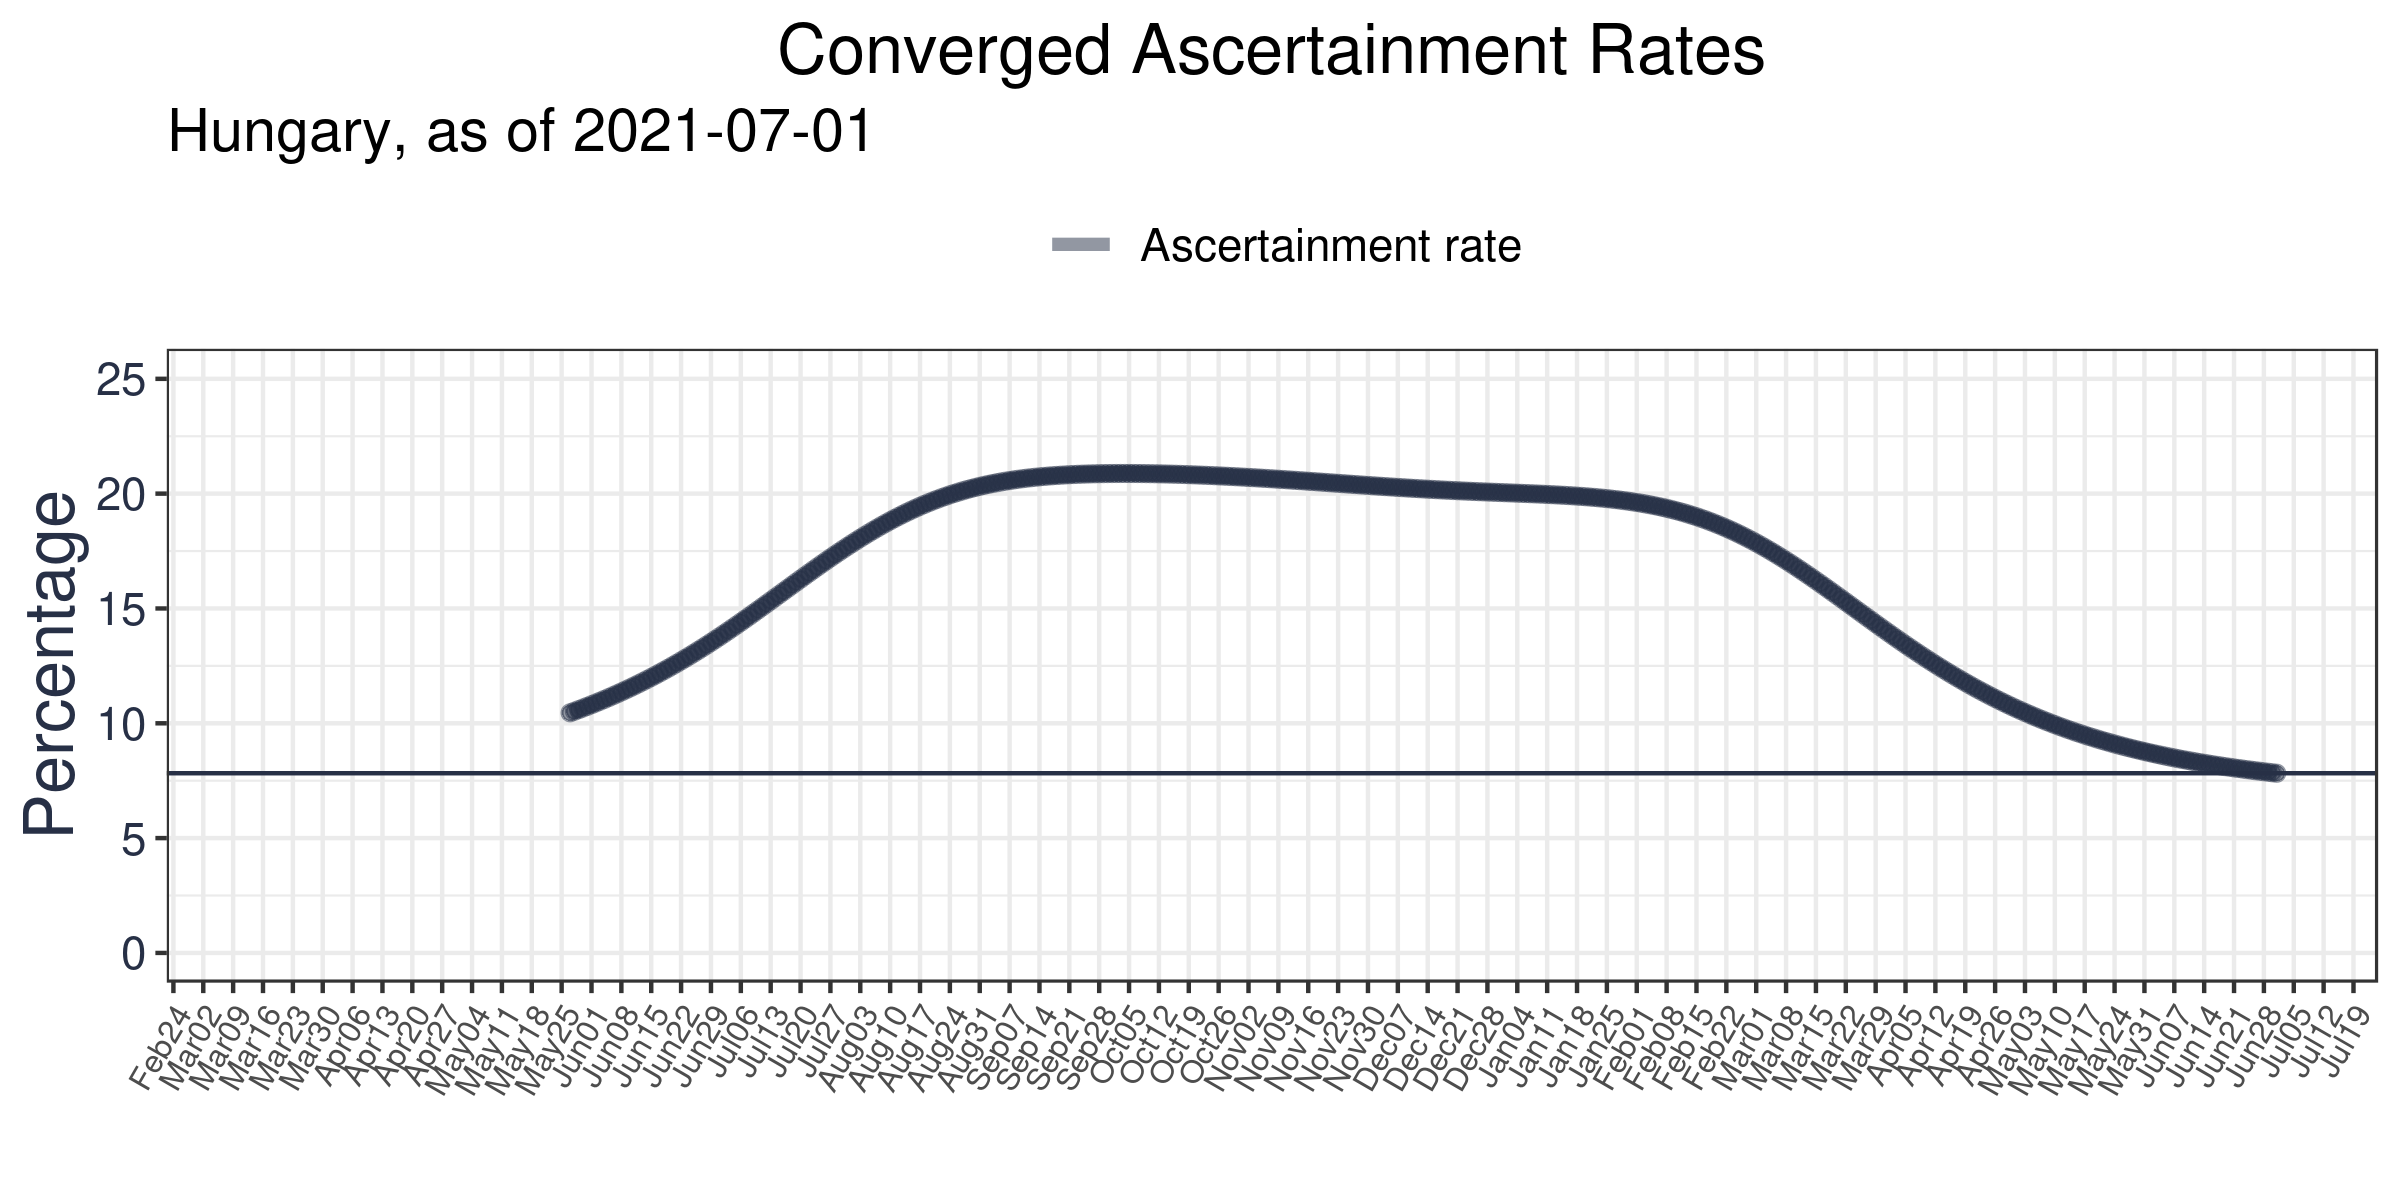 Converged Ascertainment Rates
Hungary, as of 2021-07-01
Ascertainment rate
Percentage
25
20
15
10
5
0
Feb24
Mar02
Mar09
Mar16
Mar23
Mar30
Apr06
Apr13
Apr20
Apr27
May04
May11
May18
May25
Jun01
Jun08
Jun15
Jun22
Jun29
Jul06
Jul13
Jul20
Jul27
Aug03
Aug10
Aug17
Aug24
Aug31
Sep07
Sep14
Sep21
Sep28
Oct05
Oct12
Oct19
Oct26
Nov02
Nov09
Nov16
Nov23
Nov30
Dec07
Dec14
Dec21
Dec28
Jan04
Jan11
Jan18
Jan25
Feb01
Feb08
Feb15
Feb22
Mar01
Mar08
Mar15
Mar22
Mar29
Apr05
Apr12
Apr19
Apr26
May03
May10
May17
May24
May31
Jun07
Jun14
Jun21
Jun28
Jul05
Jul12
Jul19